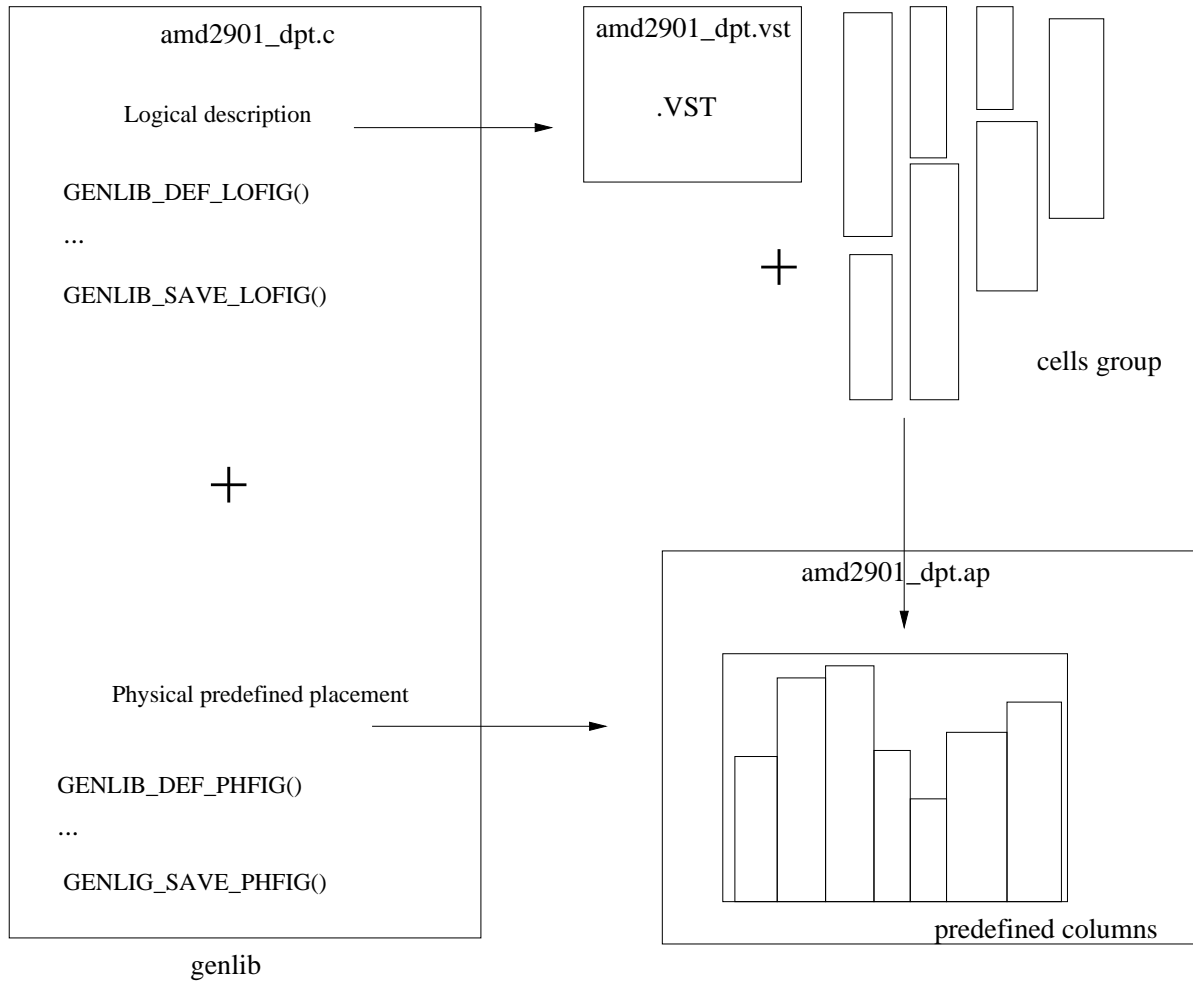 amd2901_dpt.c
Logical description
GENLIB_DEF_LOFIG()
...
GENLIB_SAVE_LOFIG()
+
Physical predefined placement
GENLIB_DEF_PHFIG()
...
GENLIG_SAVE_PHFIG()
genlib
amd2901_dpt.vst
.VST
+
cells group
amd2901_dpt.ap
predefined columns